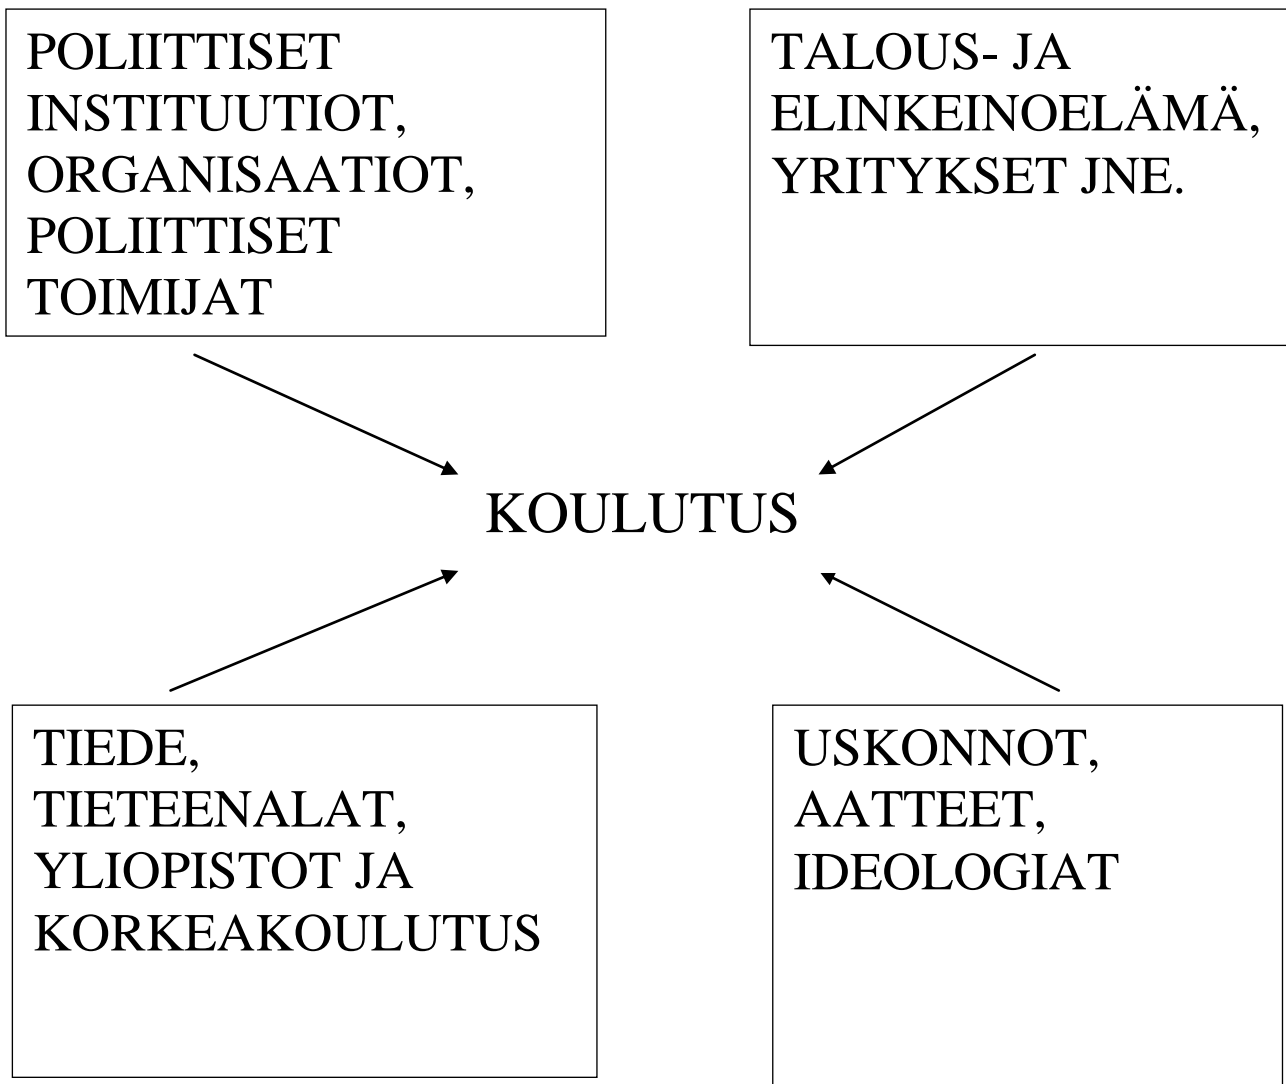 POLIITTISET
INSTITUUTIOT,
ORGANISAATIOT,
POLIITTISET
TOIMIJAT
TALOUS- JA
ELINKEINOELÄMÄ,
YRITYKSET JNE.
KOULUTUS
TIEDE,
TIETEENALAT,
YLIOPISTOT JA
KORKEAKOULUTUS
USKONNOT,
AATTEET,
IDEOLOGIAT